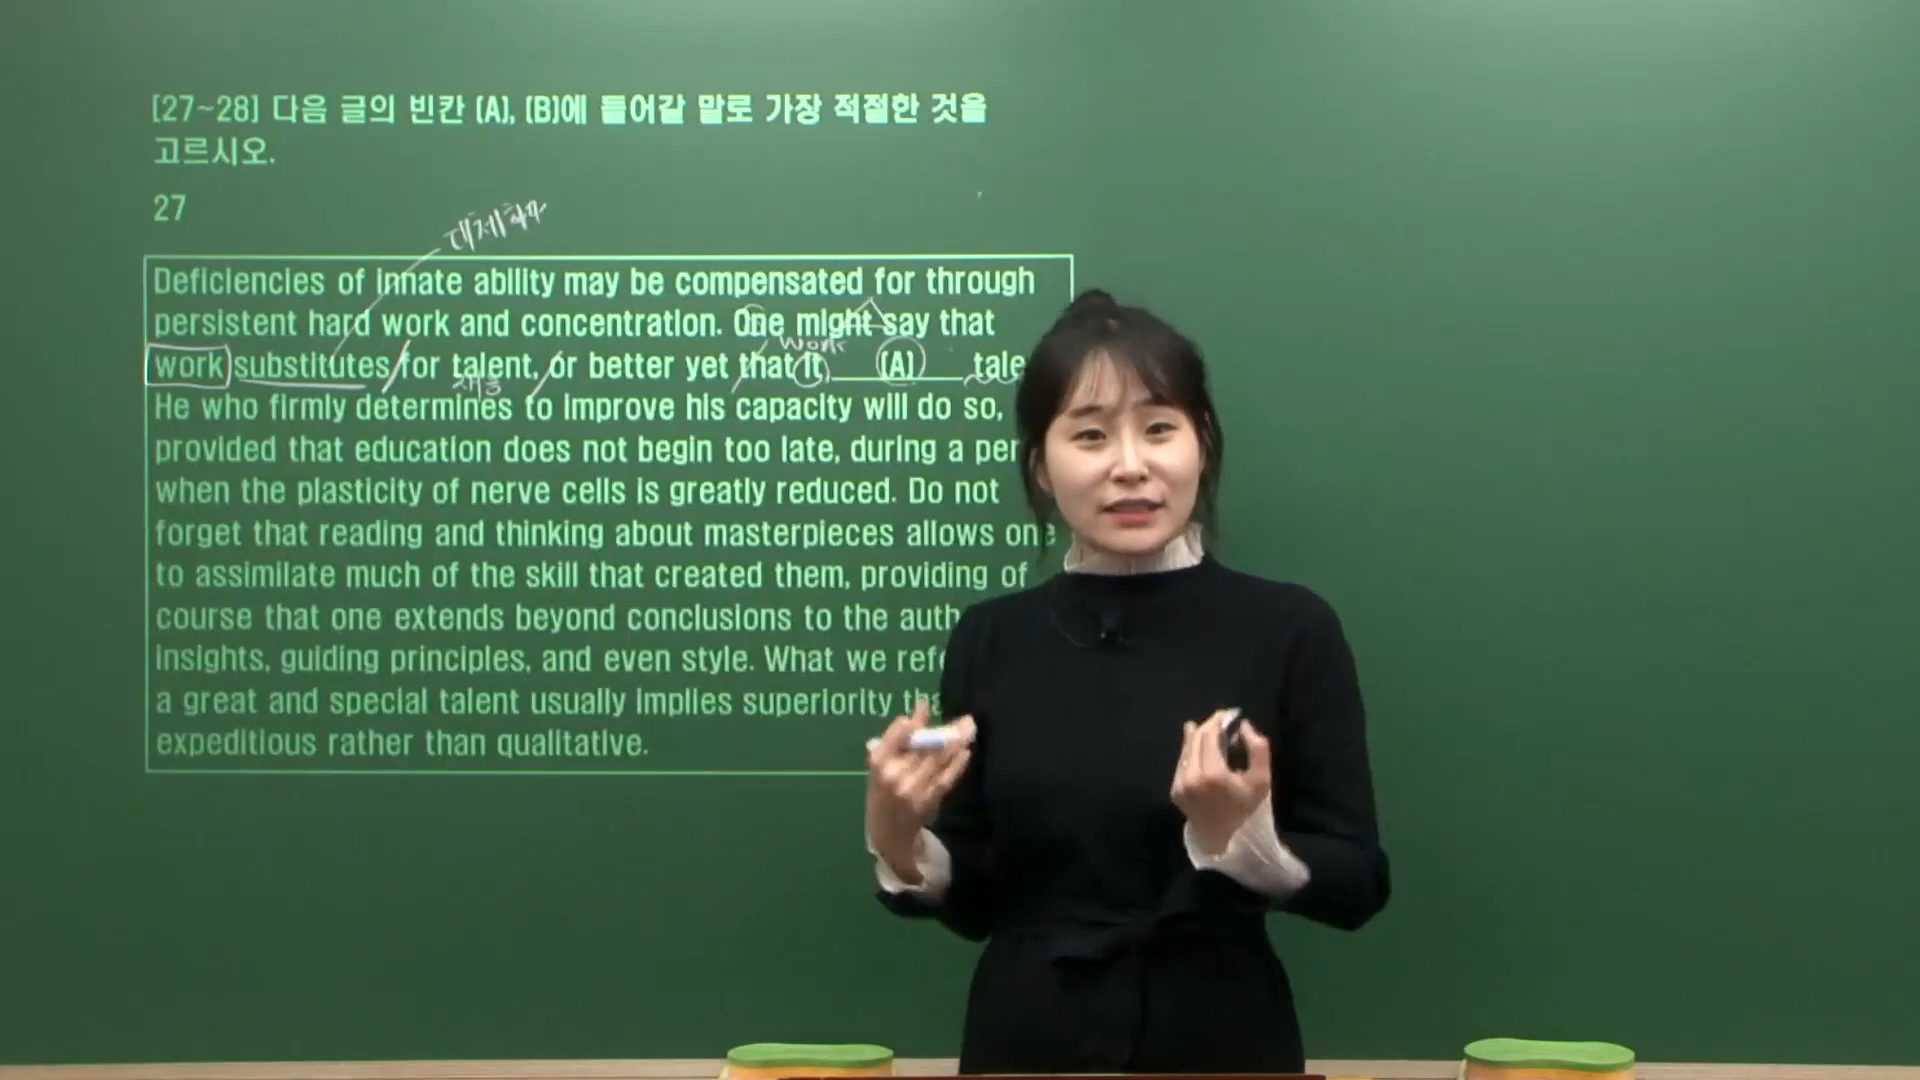 [27~28] 다음 글의 빈칸 (A), (B)에 들어갈 말로 가장 적절한 것을
고르시오.
27
대체하다
Deficiencies of innate ability may be compensated for through
persistent hard work and concentration. One might say that
work
work substitutes for talent, or better yet that it (A)
재능
He who firmly determines to improve his capacity will do so,
provided that education does not begin too late, during a
when the plasticity of nerve cells is greatly reduced. Do not
forget that reading and thinking about masterpieces allows one
to assimilate much of the skill that created them, providing of
course that one extends beyond conclusions to the
insights, guiding principles, and even style. What we
a great and special talent usually implies superiority
expeditious rather than qualitative.